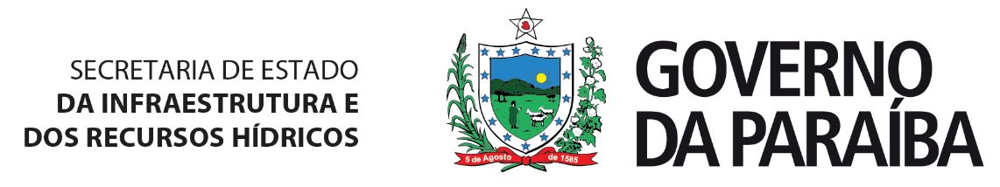 SECRETARIA DE ESTADO
DA INFRAESTRUTURA E
DOS RECURSOS HÍDRICOS
5 de Agosto de 1585
GOVERNO
DA PARAÍBA